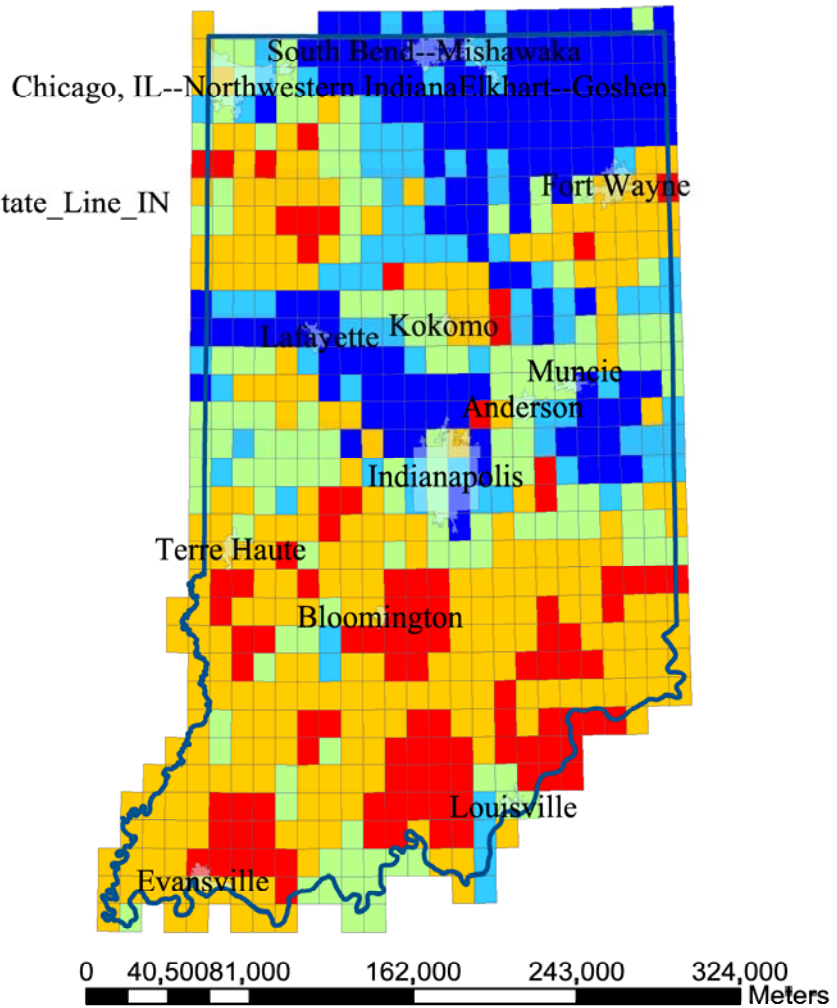 South Bend--Mishawaka
Chicago, IL--Northwestern IndianaElkhart--Goshen
Fort Wayne
tate_Line_IN
Kokomo
Lafayette
Muncie
Anderson
Indianapolis
Terre Haute
Bloomington
Louisville
Evansville
0 40,50081,000 162,000 243,000 324,000
Meters